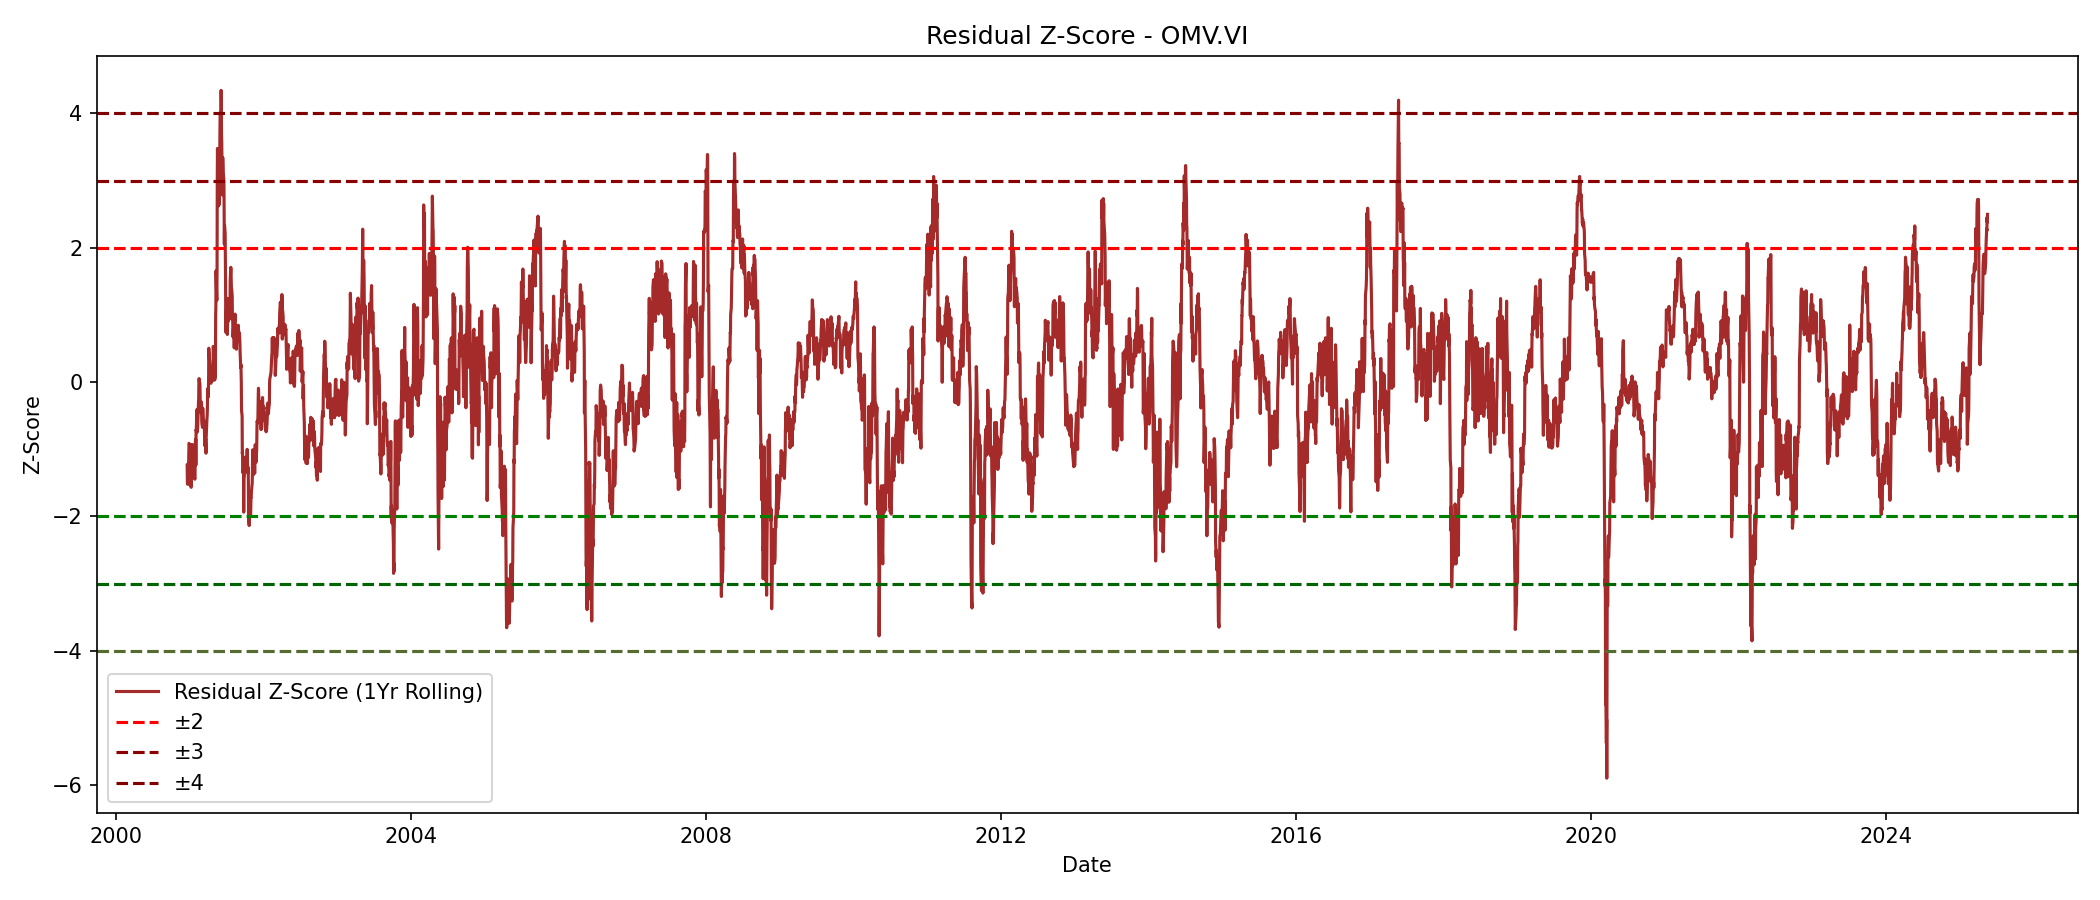 Residual Z-Score - OMV.VI
Z-Score
4
2
0
−2
−4
−6
Residual Z-Score (1Yr Rolling)
±2
±3
±4
2000 2004 2008 2012 2016 2020 2024
Date